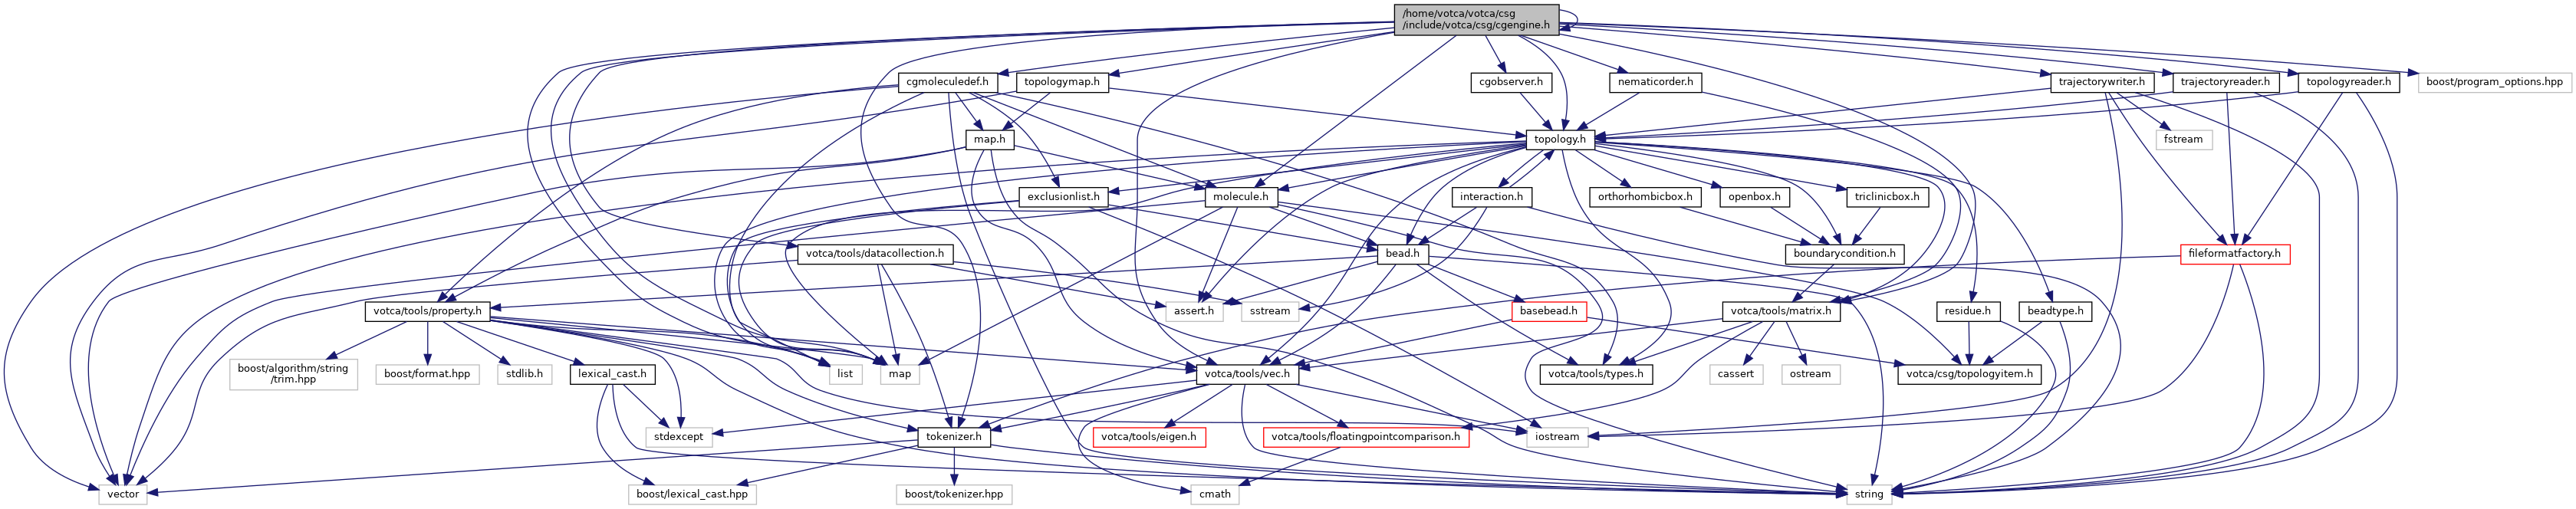 /home/votca/votca/csg
/include/votca/csg/cgengine.h
cgmoleculedef.h
topologymap.h
cgobserver.h
nematicorder.h
trajectorywriter.h
trajectoryreader.h
topologyreader.h
boost/program_options.hpp
map.h
topology.h
fstream
exclusionlist.h
molecule.h
interaction.h
orthorhombicbox.h
openbox.h
triclinicbox.h
votca/tools/datacollection.h
bead.h
boundarycondition.h
fileformatfactory.h
votca/tools/property.h
assert.h
sstream
basebead.h
votca/tools/matrix.h
residue.h
beadtype.h
boost/algorithm/string
/trim.hpp
boost/format.hpp
stdlib.h
lexical_cast.h
list
map
votca/tools/vec.h
votca/tools/types.h
cassert
ostream
votca/csg/topologyitem.h
stdexcept
tokenizer.h
votca/tools/eigen.h
votca/tools/floatingpointcomparison.h
iostream
vector
boost/lexical_cast.hpp
boost/tokenizer.hpp
cmath
string